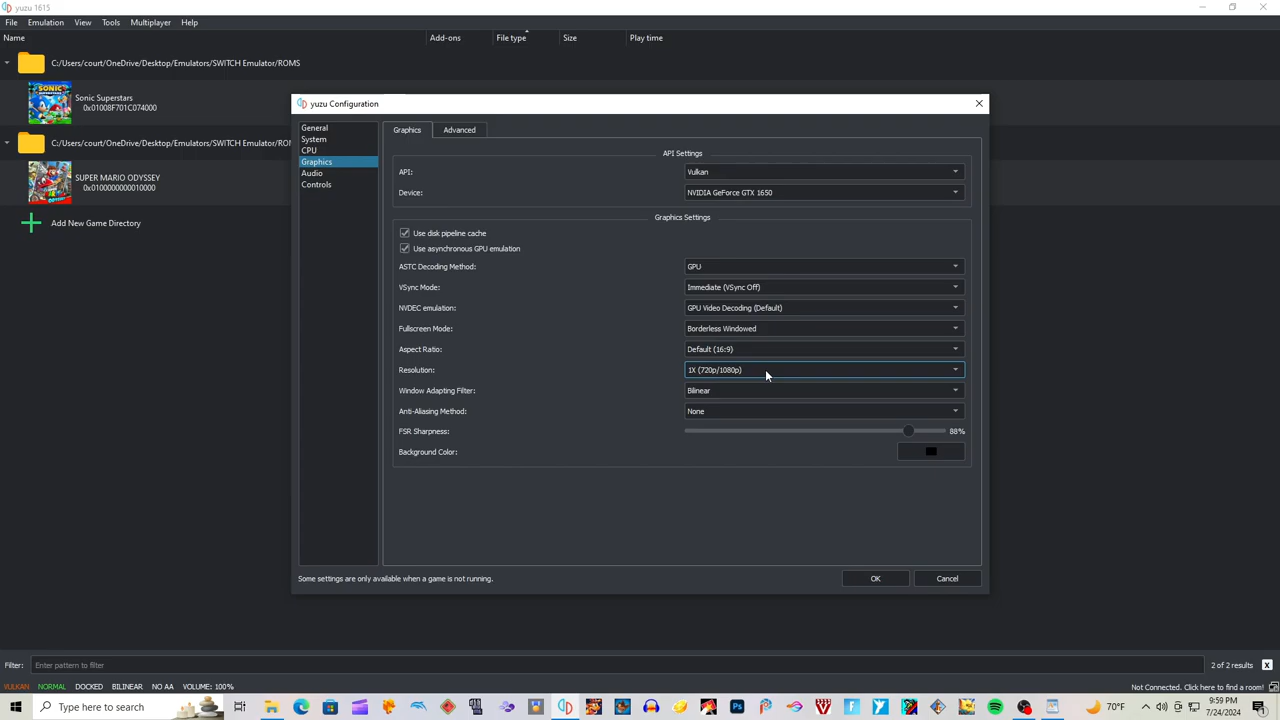 yuzu 1615
File Emulation View Tools Multiplayer Help
Name Add-ons File type Size Play time
C:/Users/court/OneDrive/Desktop/Emulators/SWITCH Emulator/ROMS
Sonic Superstars
0x01008F701C074000
C:/Users/court/OneDrive/Desktop/Emulators/SWITCH Emulator/RO
SUPER MARIO ODYSSEY
0x0100000000010000
Add New Game Directory
yuzu Configuration
General
System
CPU
Graphics
Audio
Controls
Graphics Advanced
API Settings
API: Vulkan
Device: NVIDIA GeForce GTX 1650
Graphics Settings
Use disk pipeline cache
Use asynchronous GPU emulation
ASTC Decoding Method: GPU
VSync Mode: Immediate (VSync Off)
NVDEC emulation: GPU Video Decoding (Default)
Fullscreen Mode: Borderless Windowed
Aspect Ratio: Default (16:9)
Resolution: 1X (720p/1080p)
Window Adapting Filter: Bilinear
Anti-Aliasing Method: None
FSR Sharpness: 88%
Background Color:
Some settings are only available when a game is not running.
OK Cancel
Filter: Enter pattern to filter 2 of 2 results X
VULKAN NORMAL DOCKED BILINEAR NO AA VOLUME: 100% Not Connected. Click here to find a room!
Type here to search 70°F 9:59 PM
7/24/2024